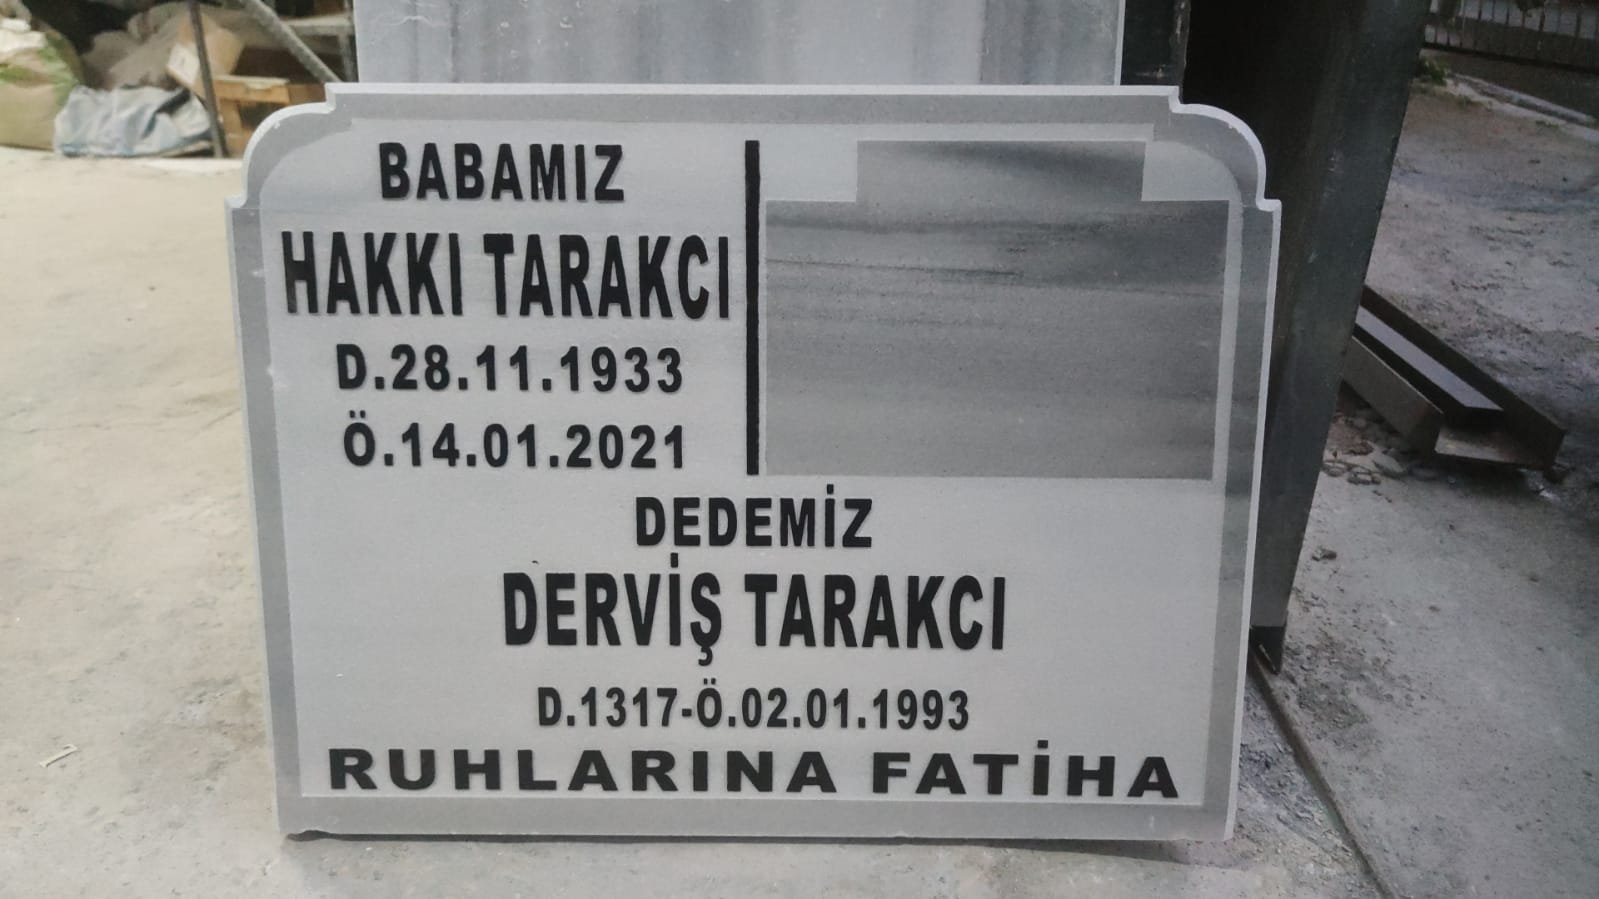 BABAMIZ
HAKKI TARAKCI
D.28.11.1933
Ö.14.01.2021
DEDEMİZ
DERVİŞ TARAKCI
D.1317-Ö.02.01.1993
RUHLARINA FATİHA